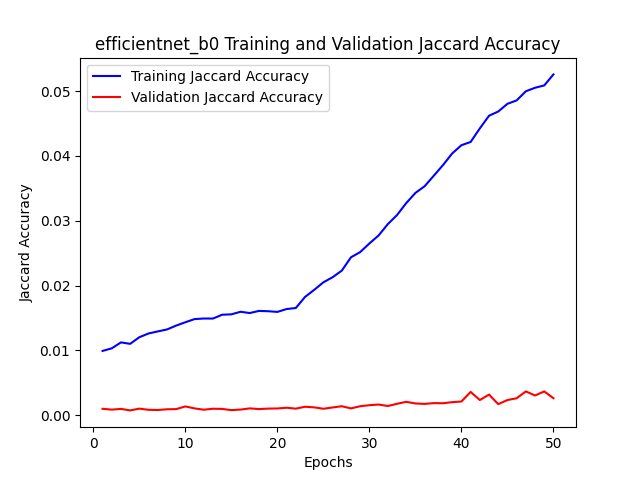 efficientnet_b0 Training and Validation Jaccard Accuracy
Training Jaccard Accuracy
Validation Jaccard Accuracy
0.05
0.04
0.03
0.02
0.01
0.00
Jaccard Accuracy
0 10 20 30 40 50
Epochs